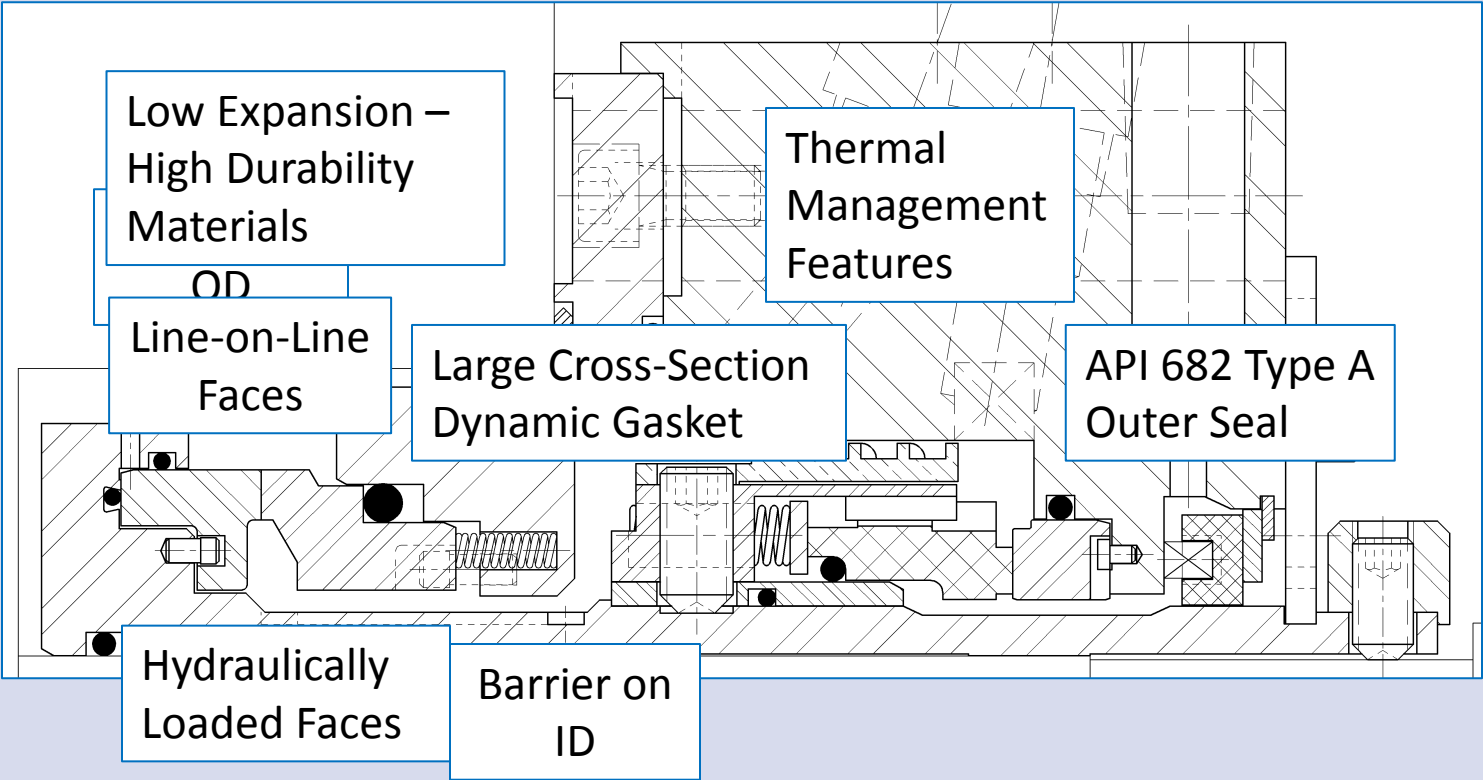 Low Expansion –
High Durability
Materials
OD
Line-on-Line
Faces
Large Cross-Section
Dynamic Gasket
Thermal
Management
Features
API 682 Type A
Outer Seal
Hydraulically
Loaded Faces
Barrier on
ID